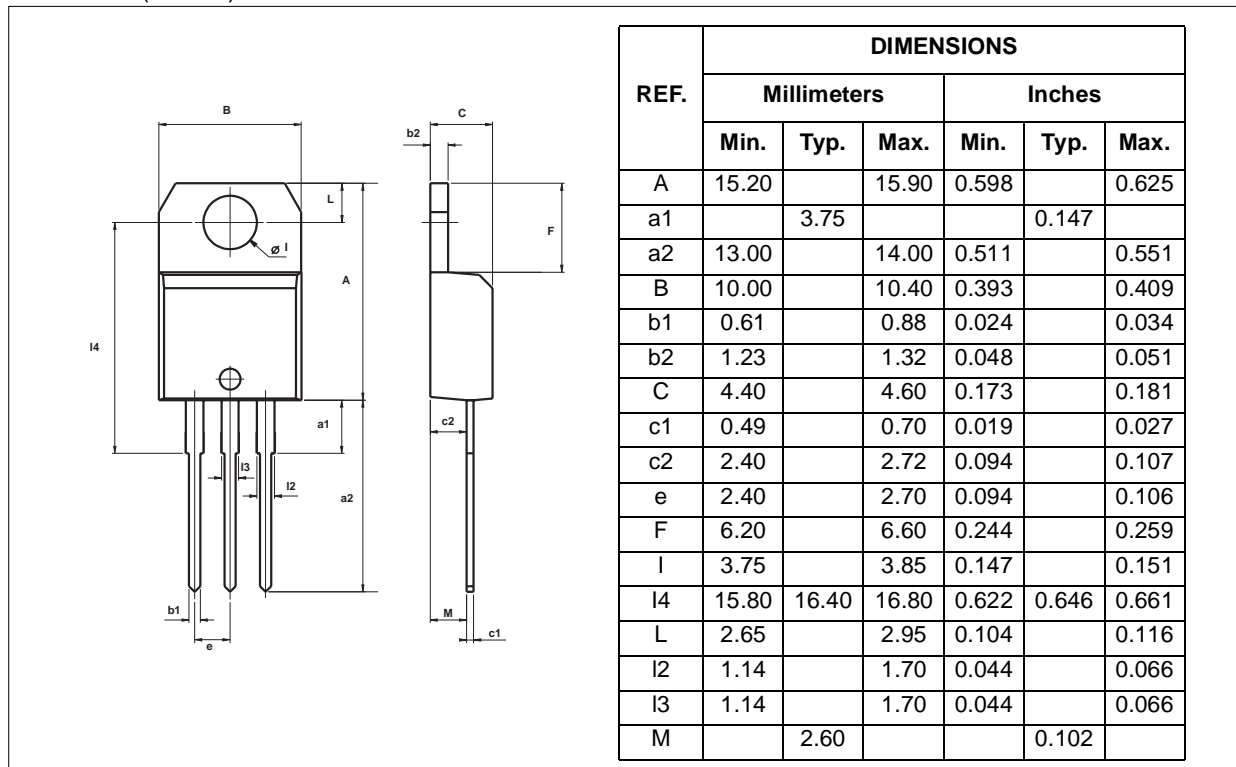 B
C
b2
L
F
ø I
A
l4
a1
c2
l3
l2
a2
b1
M
e
c1
DIMENSIONS
REF. Millimeters Inches
Min. Typ. Max. Min. Typ. Max.
A 15.20 15.90 0.598 0.625
a1 3.75 0.147
a2 13.00 14.00 0.511 0.551
B 10.00 10.40 0.393 0.409
b1 0.61 0.88 0.024 0.034
b2 1.23 1.32 0.048 0.051
C 4.40 4.60 0.173 0.181
c1 0.49 0.70 0.019 0.027
c2 2.40 2.72 0.094 0.107
e 2.40 2.70 0.094 0.106
F 6.20 6.60 0.244 0.259
I 3.75 3.85 0.147 0.151
I4 15.80 16.40 16.80 0.622 0.646 0.661
L 2.65 2.95 0.104 0.116
l2 1.14 1.70 0.044 0.066
l3 1.14 1.70 0.044 0.066
M 2.60 0.102